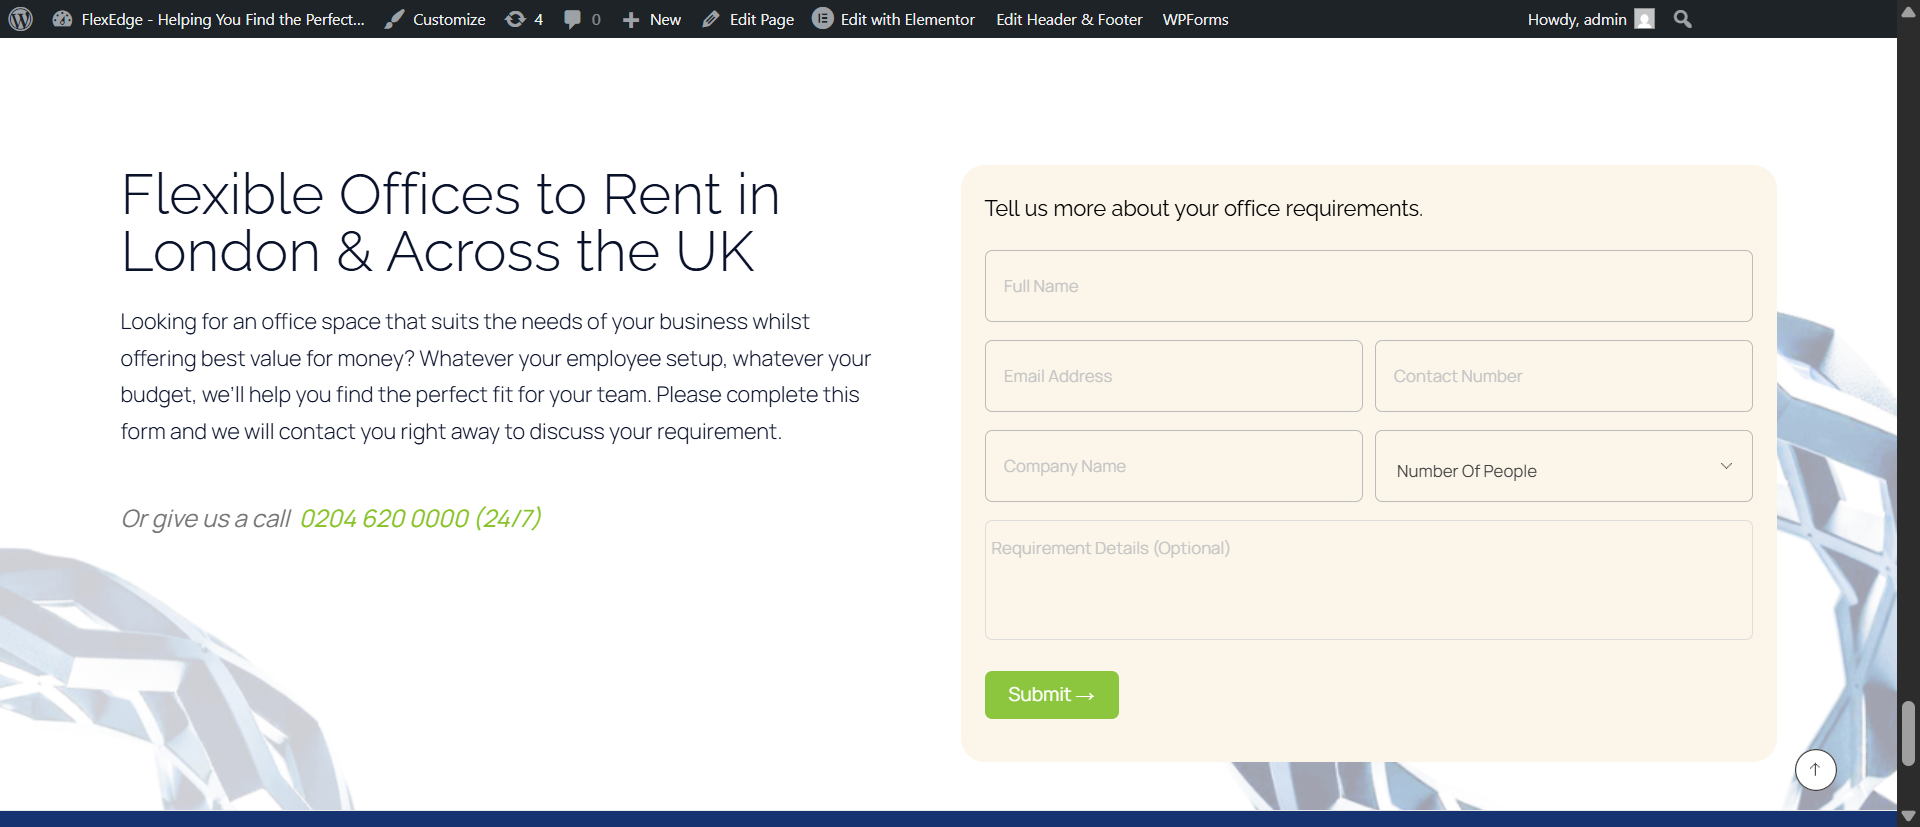 FlexEdge - Helping You Find the Perfect... Customize 4 0 New Edit Page Edit with Elementor Edit Header & Footer WPForms Howdy, admin
Flexible Offices to Rent in
London & Across the UK
Looking for an office space that suits the needs of your business whilst
offering best value for money? Whatever your employee setup, whatever your
budget, we’ll help you find the perfect fit for your team. Please complete this
form and we will contact you right away to discuss your requirement.
Or give us a call 0204 620 0000 (24/7)
Tell us more about your office requirements.
Full Name
Email Address Contact Number
Company Name Number Of People
Requirement Details (Optional)
Submit →